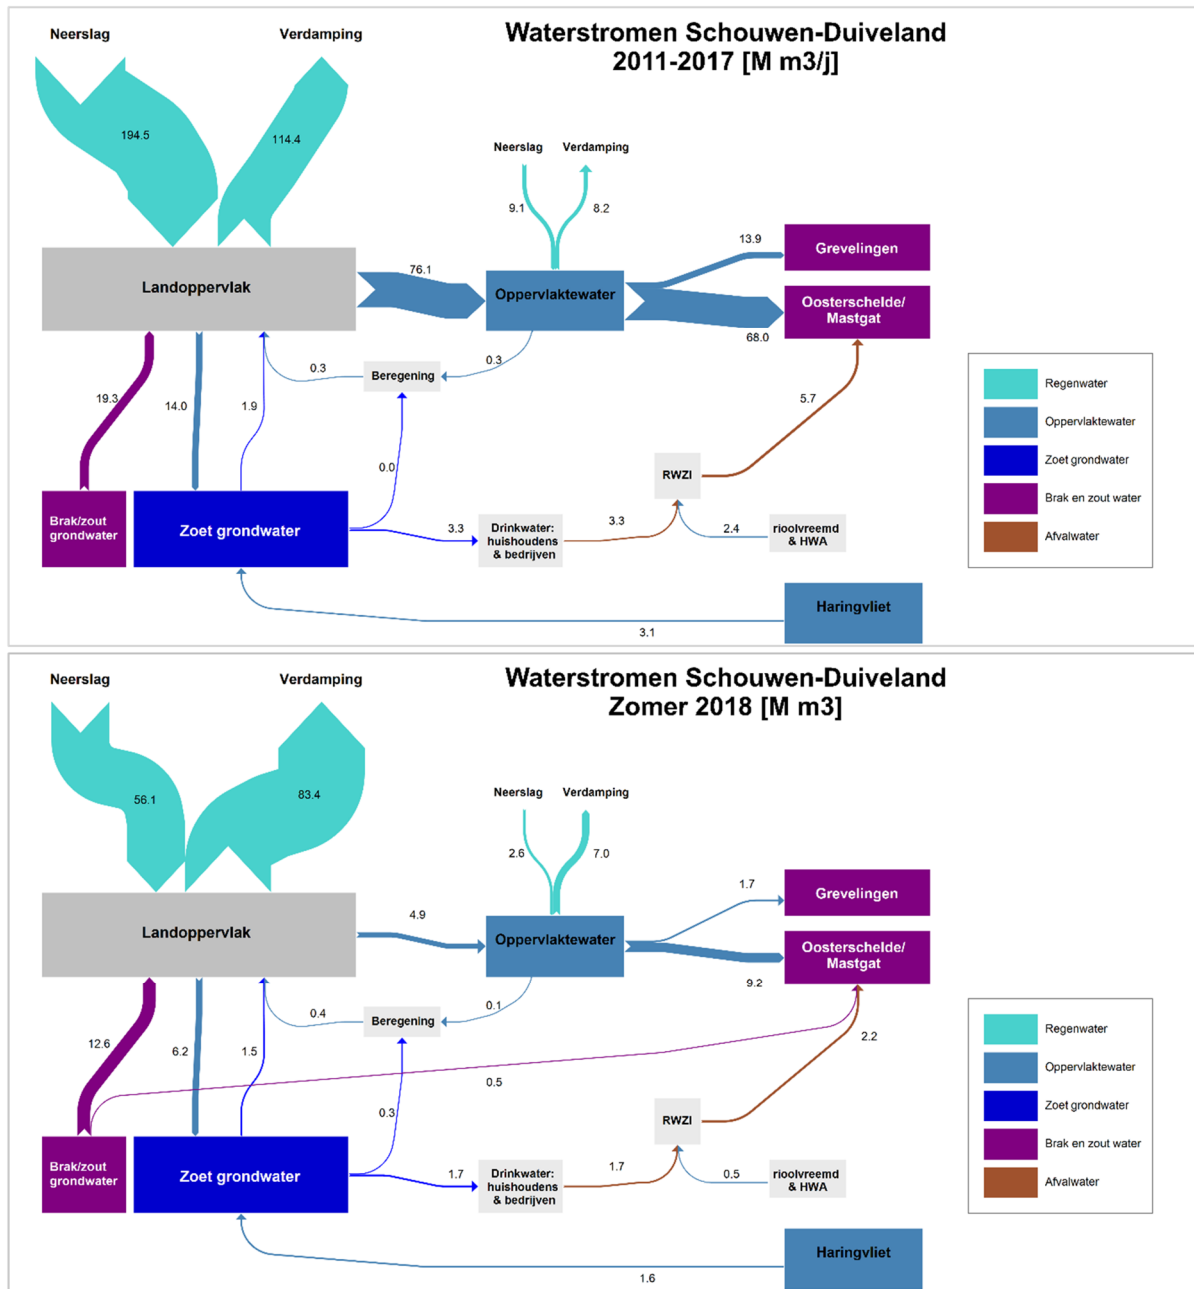 Neerslag
Verdamping
Waterstromen Schouwen-Duiveland
2011-2017 [M m3/j]
194.5
114.4
Neerslag
Verdamping
9.1
8.2
13.9
Grevelingen
76.1
Landoppervlak
Oppervlaktewater
Oosterschelde/
Mastgat
68.0
0.3
Beregening
0.3
19.3
14.0
1.9
5.7
0.0
RWZI
Brak/zout
grondwater
Zoet grondwater
3.3
Drinkwater:
huishoudens
& bedrijven
3.3
2.4
rioolvreemd
& HWA
Haringvliet
3.1
Regenwater
Oppervlaktewater
Zoet grondwater
Brak en zout water
Afvalwater
Neerslag
Verdamping
Waterstromen Schouwen-Duiveland
Zomer 2018 [M m3]
56.1
83.4
Neerslag
Verdamping
2.6
7.0
1.7
Grevelingen
4.9
Landoppervlak
Oppervlaktewater
Oosterschelde/
Mastgat
9.2
0.4
Beregening
0.1
12.6
6.2
1.5
2.2
0.5
0.3
RWZI
Brak/zout
grondwater
Zoet grondwater
1.7
Drinkwater:
huishoudens
& bedrijven
1.7
0.5
rioolvreemd
& HWA
Haringvliet
1.6
Regenwater
Oppervlaktewater
Zoet grondwater
Brak en zout water
Afvalwater